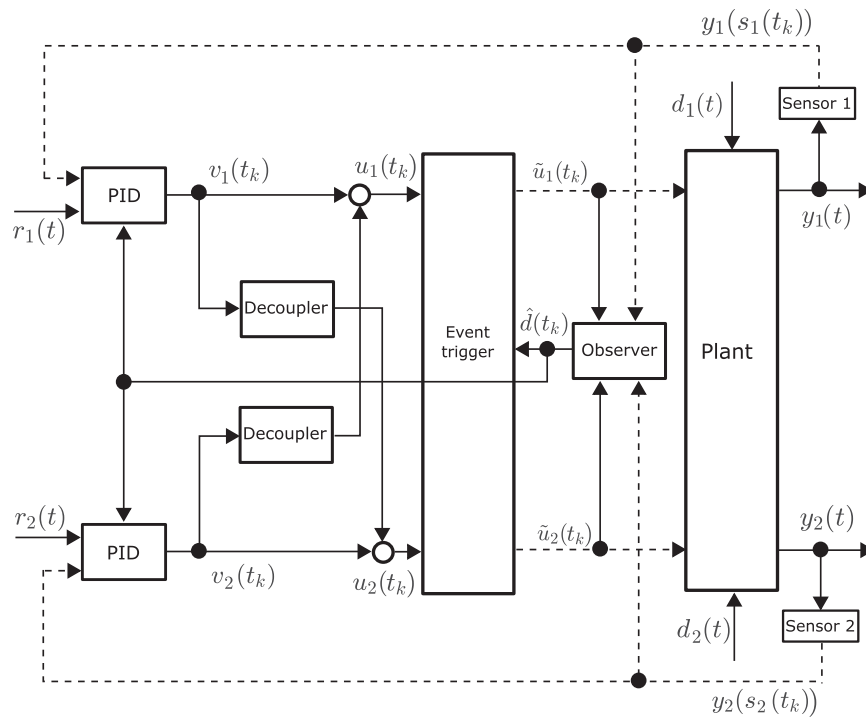 y₁(s₁(tₖ))
d₁(t)
Sensor 1
v₁(tₖ)
u₁(tₖ)
ũ₁(tₖ)
PID
r₁(t)
y₁(t)
Decoupler
d̂(tₖ)
Event
trigger
Observer
Plant
Decoupler
r₂(t)
ũ₂(tₖ)
y₂(t)
PID
v₂(tₖ)
u₂(tₖ)
d₂(t)
Sensor 2
y₂(s₂(tₖ))